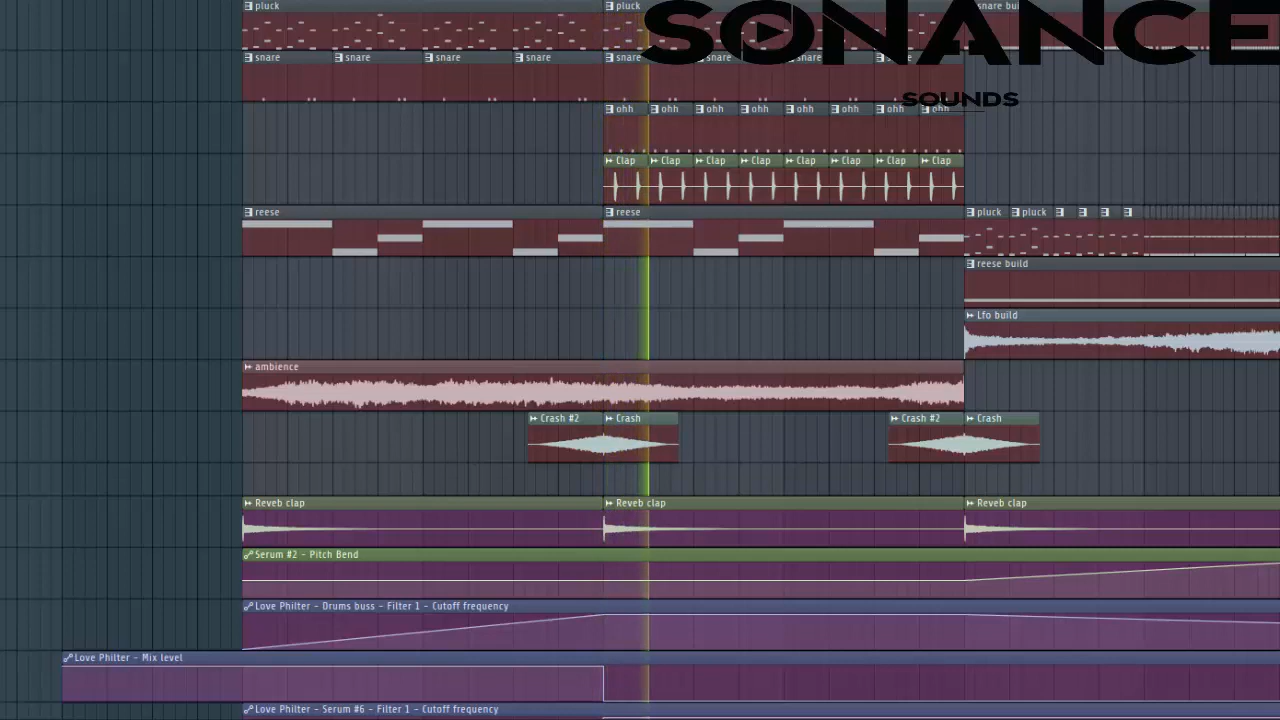 pluck pluck snare bui
SONANCE
snare snare snare snare snare snare snare sna
SOUNDS
ohh ohh ohh ohh ohh ohh ohh ohh
Clap Clap Clap Clap Clap Clap Clap Clap
reese reese pluck pluck
reese build
Lfo build
ambience
Crash #2 Crash Crash #2 Crash
Reveb clap Reveb clap Reveb clap
Serum #2 - Pitch Bend
Love Philter - Drums buss - Filter 1 - Cutoff frequency
Love Philter - Mix level
Love Philter - Serum #6 - Filter 1 - Cutoff frequency